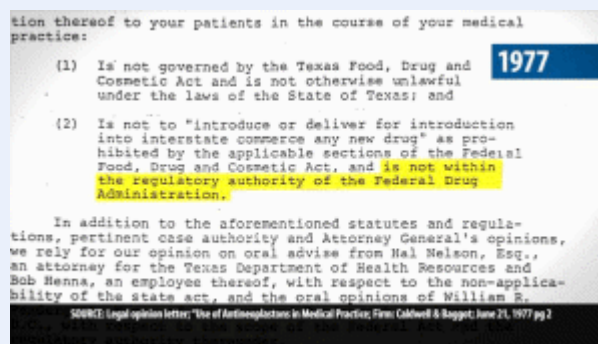 tion thereof to your patients in the course of your medical
practice:
(1) Is not governed by the Texas Food, Drug and
Cosmetic Act and is not otherwise unlawful
under the laws of the State of Texas; and
1977
(2) Is not to "introduce or deliver for introduction
into interstate commerce any new drug" as pro-
hibited by the applicable sections of the Federal
Food, Drug and Cosmetic Act, and is not within
the regulatory authority of the Federal Drug
Administration.
In addition to the aforementioned statutes and regula-
tions, pertinent case authority and Attorney General's opinions,
we rely for our opinion on oral advise from Hal Nelson, Esq.,
an attorney for the Texas Department of Health Resources and
Bob Henna, an employee thereof, with respect to the non-applica-
bility of the state act, and the oral opinions of William R.
SOURCE: Legal opinion letter; "Use of Antineoplastons in Medical Practice; Firm: Caldwell & Baggot; June 21, 1977 pg 2